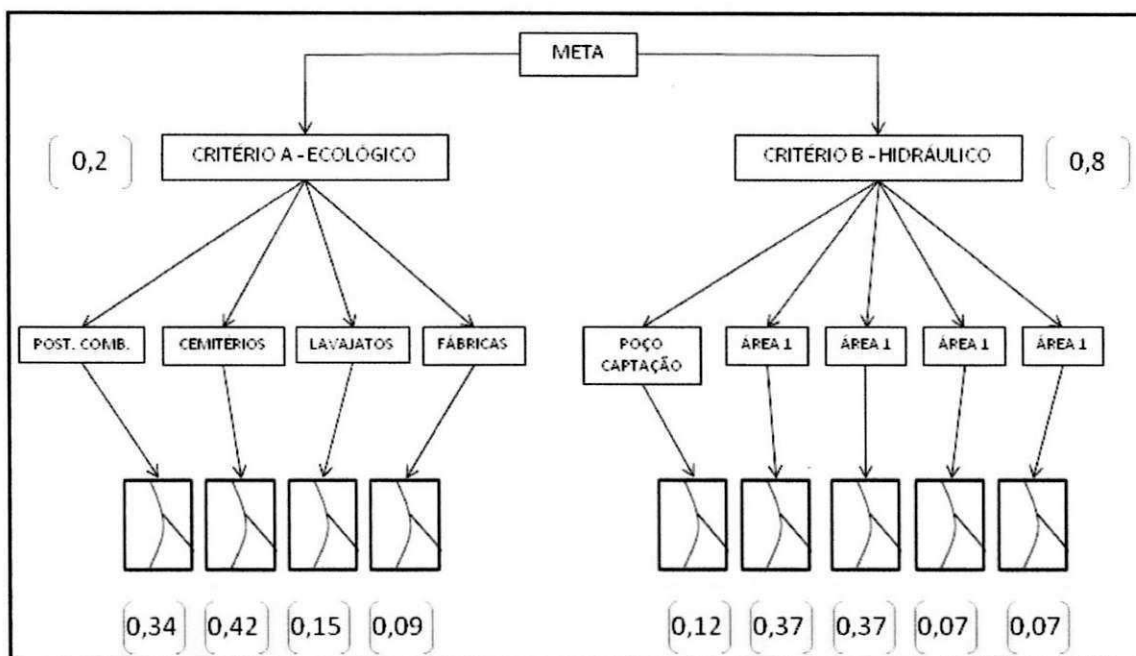 META
0,2
CRITÉRIO A - ECOLÓGICO
CRITÉRIO B - HIDRÁULICO
0,8
POST. COMB.
CEMITÉRIOS
LAVAJATOS
FÁBRICAS
POÇO
CAPTAÇÃO
ÁREA 1
ÁREA 1
ÁREA 1
ÁREA 1
0,34
0,42
0,15
0,09
0,12
0,37
0,37
0,07
0,07